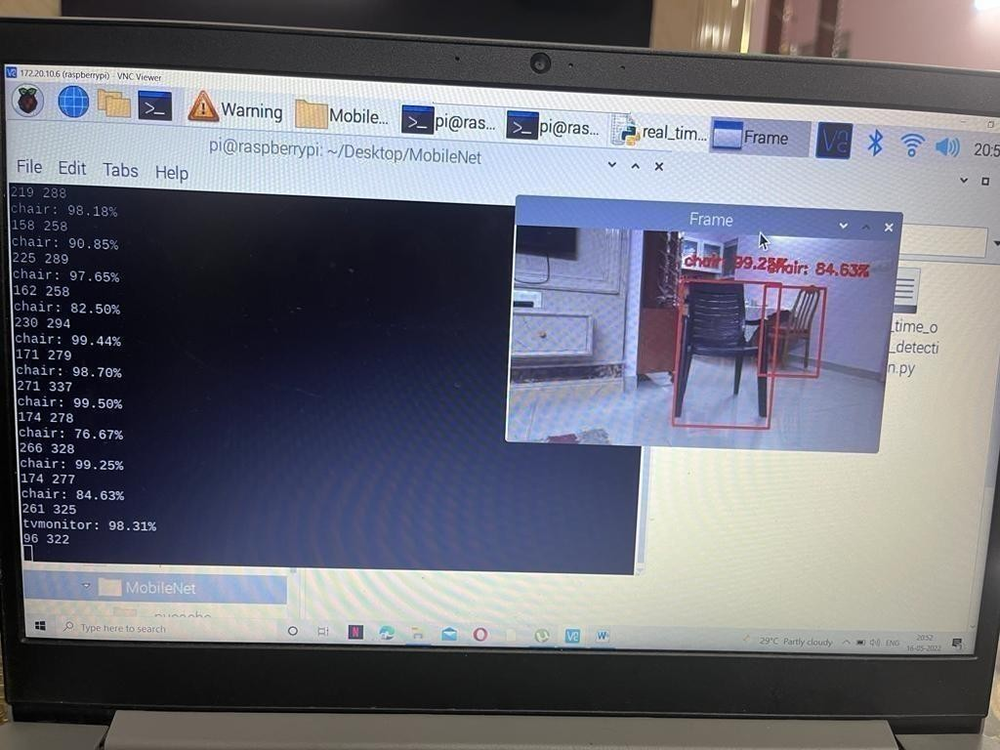 172.20.10.6 (raspberrypi) - VNC Viewer
Warning
Mobile...
pi@ras...
pi@ras...
real_tim...
Frame
20:5
pi@raspberrypi: ~/Desktop/MobileNet
File Edit Tabs Help
219 288
chair: 98.18%
158 258
chair: 90.85%
225 289
chair: 97.65%
162 258
chair: 82.50%
230 294
chair: 99.44%
171 279
chair: 98.70%
271 337
chair: 99.50%
174 278
chair: 76.67%
266 328
chair: 99.25%
174 277
chair: 84.63%
261 325
tvmonitor: 98.31%
96 322
Frame
chair: 99.25%
chair: 84.63%
_time_o
_detecti
n.py
MobileNet
Type here to search
29°C Partly cloudy
ENG
20:52
16-05-2022